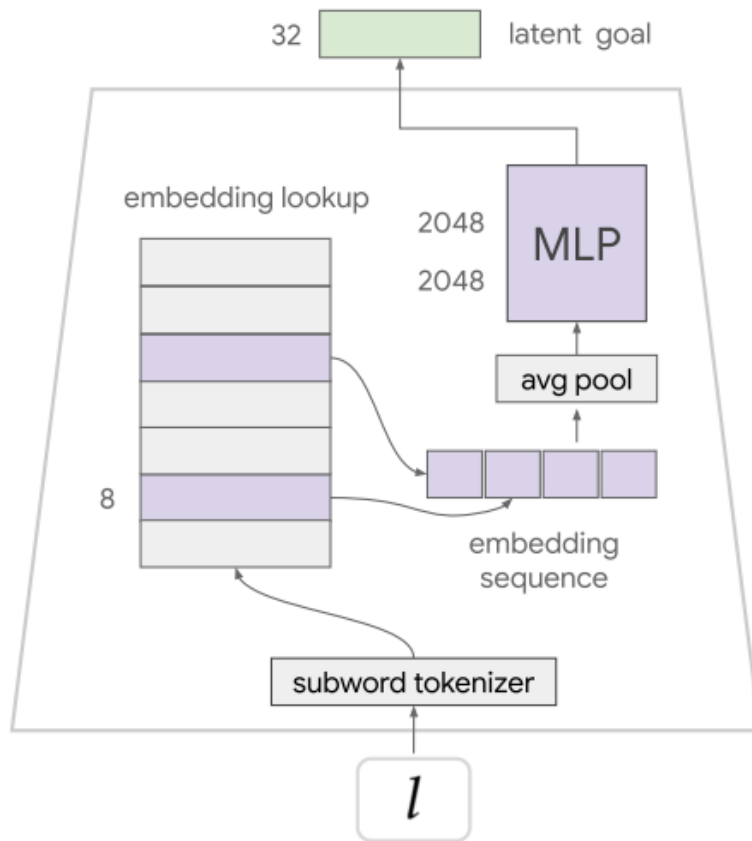 32
latent goal
embedding lookup
2048
2048
MLP
avg pool
8
embedding
sequence
subword tokenizer
l